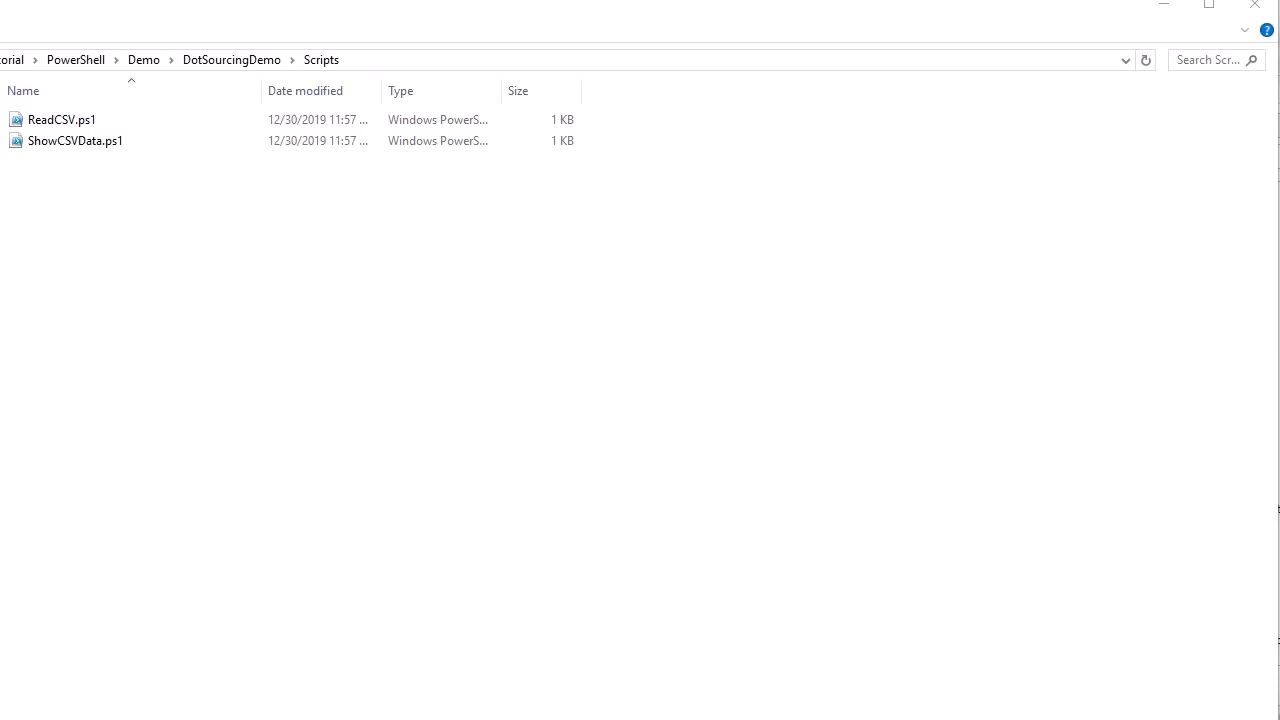 ?
torial > PowerShell > Demo > DotSourcingDemo > Scripts Search Scr...
Name Date modified Type Size
ReadCSV.ps1 12/30/2019 11:57 ... Windows PowerS... 1 KB
ShowCSVData.ps1 12/30/2019 11:57 ... Windows PowerS... 1 KB